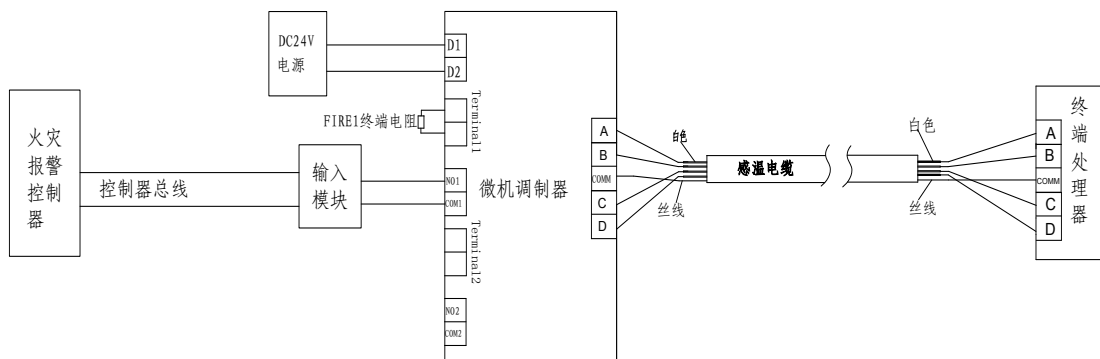 DC24V
电源
D1
D2
Terminal1
FIRE1终端电阻
火灾
报警
控制
器
控制器总线
输入
模块
NO1
COM1
微机调制器
Terminal2
NO2
COM2
A
B
COMM
C
D
白色
丝线
感温电缆
白色
丝线
A
B
COMM
C
D
终
端
处
理
器